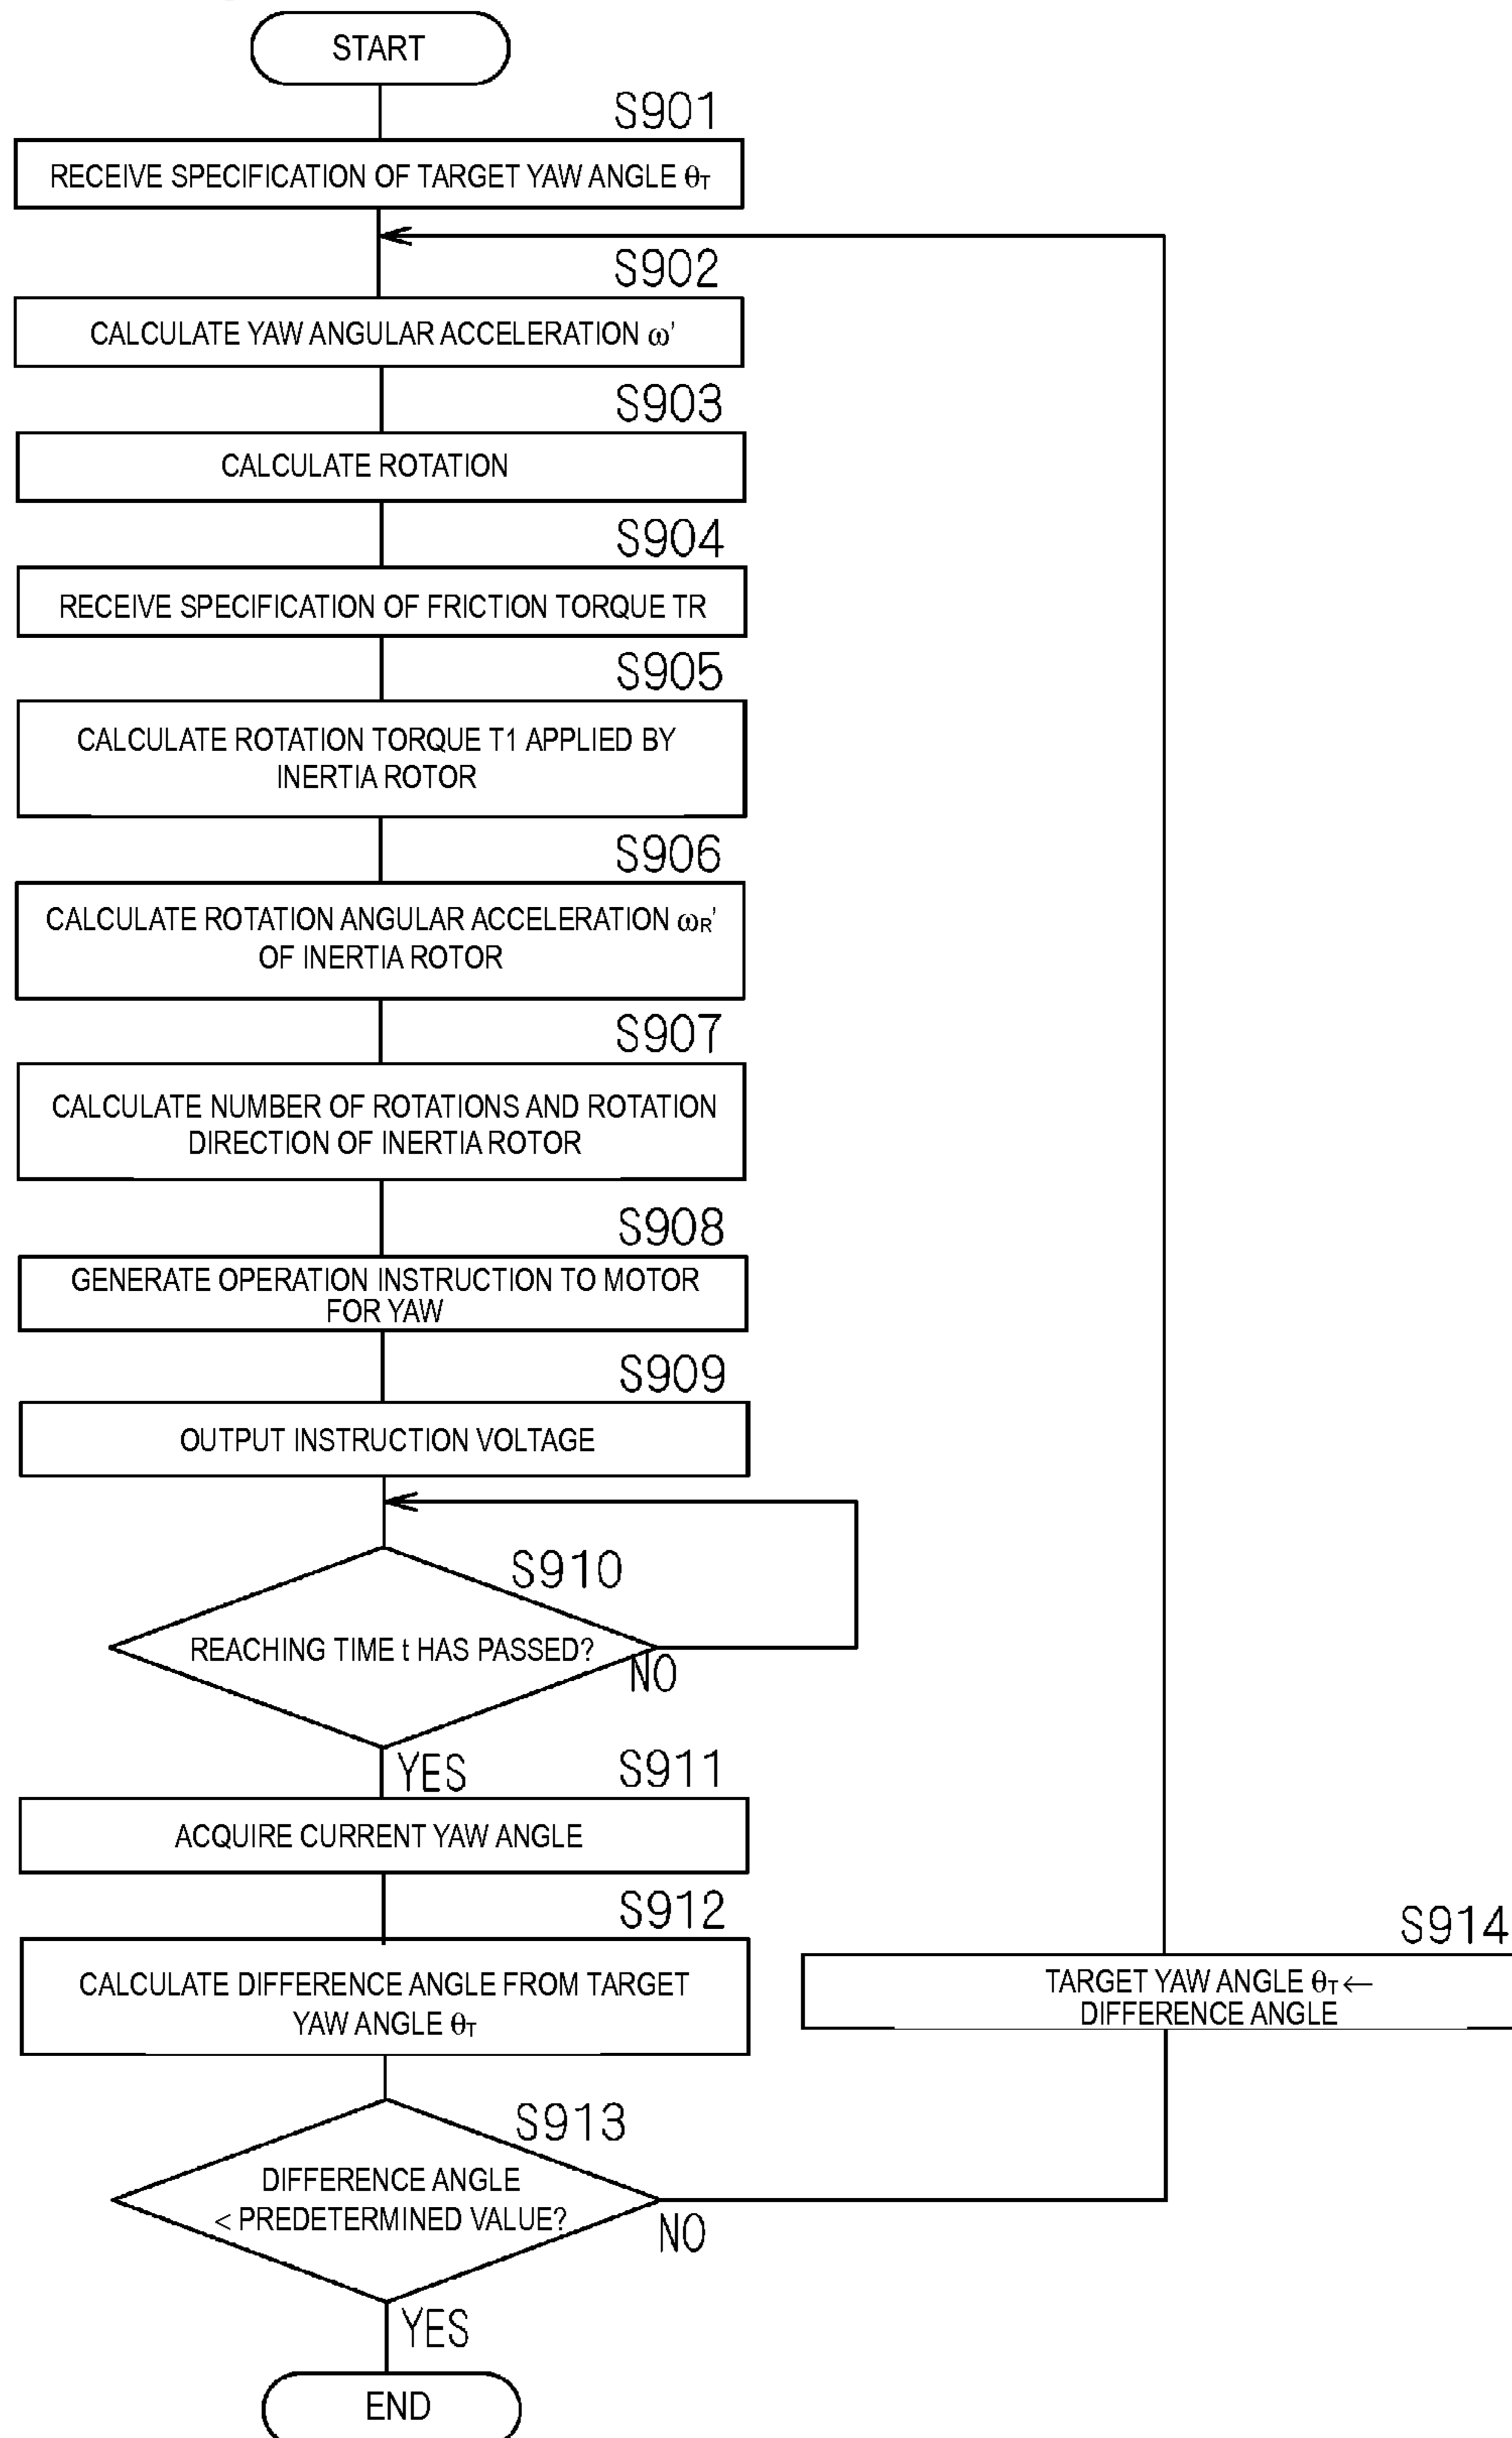 START
S901
RECEIVE SPECIFICATION OF TARGET YAW ANGLE θT
S902
CALCULATE YAW ANGULAR ACCELERATION ω'
S903
CALCULATE ROTATION
S904
RECEIVE SPECIFICATION OF FRICTION TORQUE TR
S905
CALCULATE ROTATION TORQUE T1 APPLIED BY
INERTIA ROTOR
S906
CALCULATE ROTATION ANGULAR ACCELERATION ωR'
OF INERTIA ROTOR
S907
CALCULATE NUMBER OF ROTATIONS AND ROTATION
DIRECTION OF INERTIA ROTOR
S908
GENERATE OPERATION INSTRUCTION TO MOTOR
FOR YAW
S909
OUTPUT INSTRUCTION VOLTAGE
S910
REACHING TIME t HAS PASSED?
NO
YES
S911
ACQUIRE CURRENT YAW ANGLE
S912
CALCULATE DIFFERENCE ANGLE FROM TARGET
YAW ANGLE θT
S914
TARGET YAW ANGLE θT ←
DIFFERENCE ANGLE
S913
DIFFERENCE ANGLE
< PREDETERMINED VALUE?
NO
YES
END